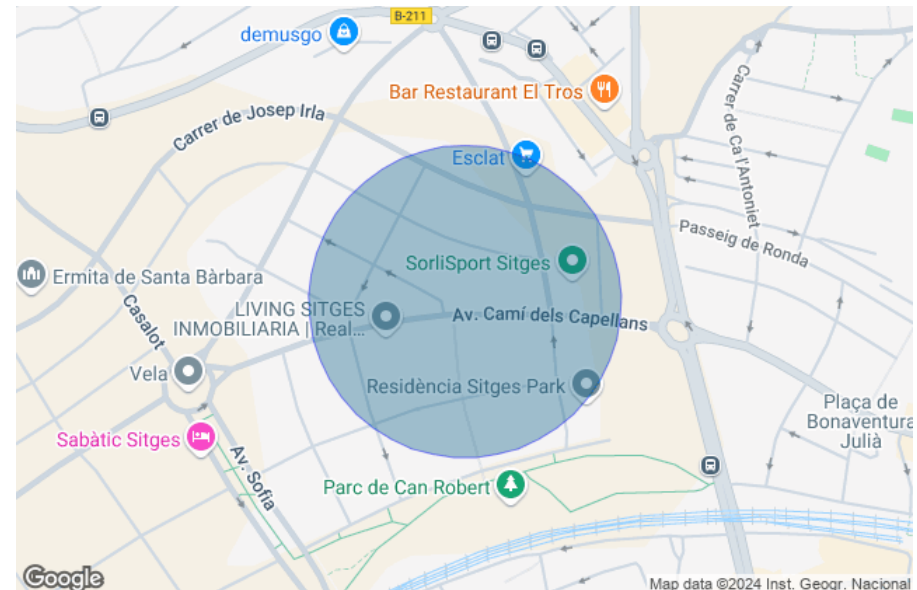 B-211
demusgo
Bar Restaurant El Tros
Carrer de Josep Irla
Esclat
Carrer de Ca l'Antoniet
Passeig de Ronda
SorliSport Sitges
Ermita de Santa Bàrbara
LIVING SITGES
INMOBILIARIA | Real...
Av. Camí dels Capellans
Casalot
Vela
Residència Sitges Park
Plaça de
Bonaventura
Julià
Sabàtic Sitges
Av. Sofia
Parc de Can Robert
Google
Map data ©2024 Inst. Geogr. Nacional